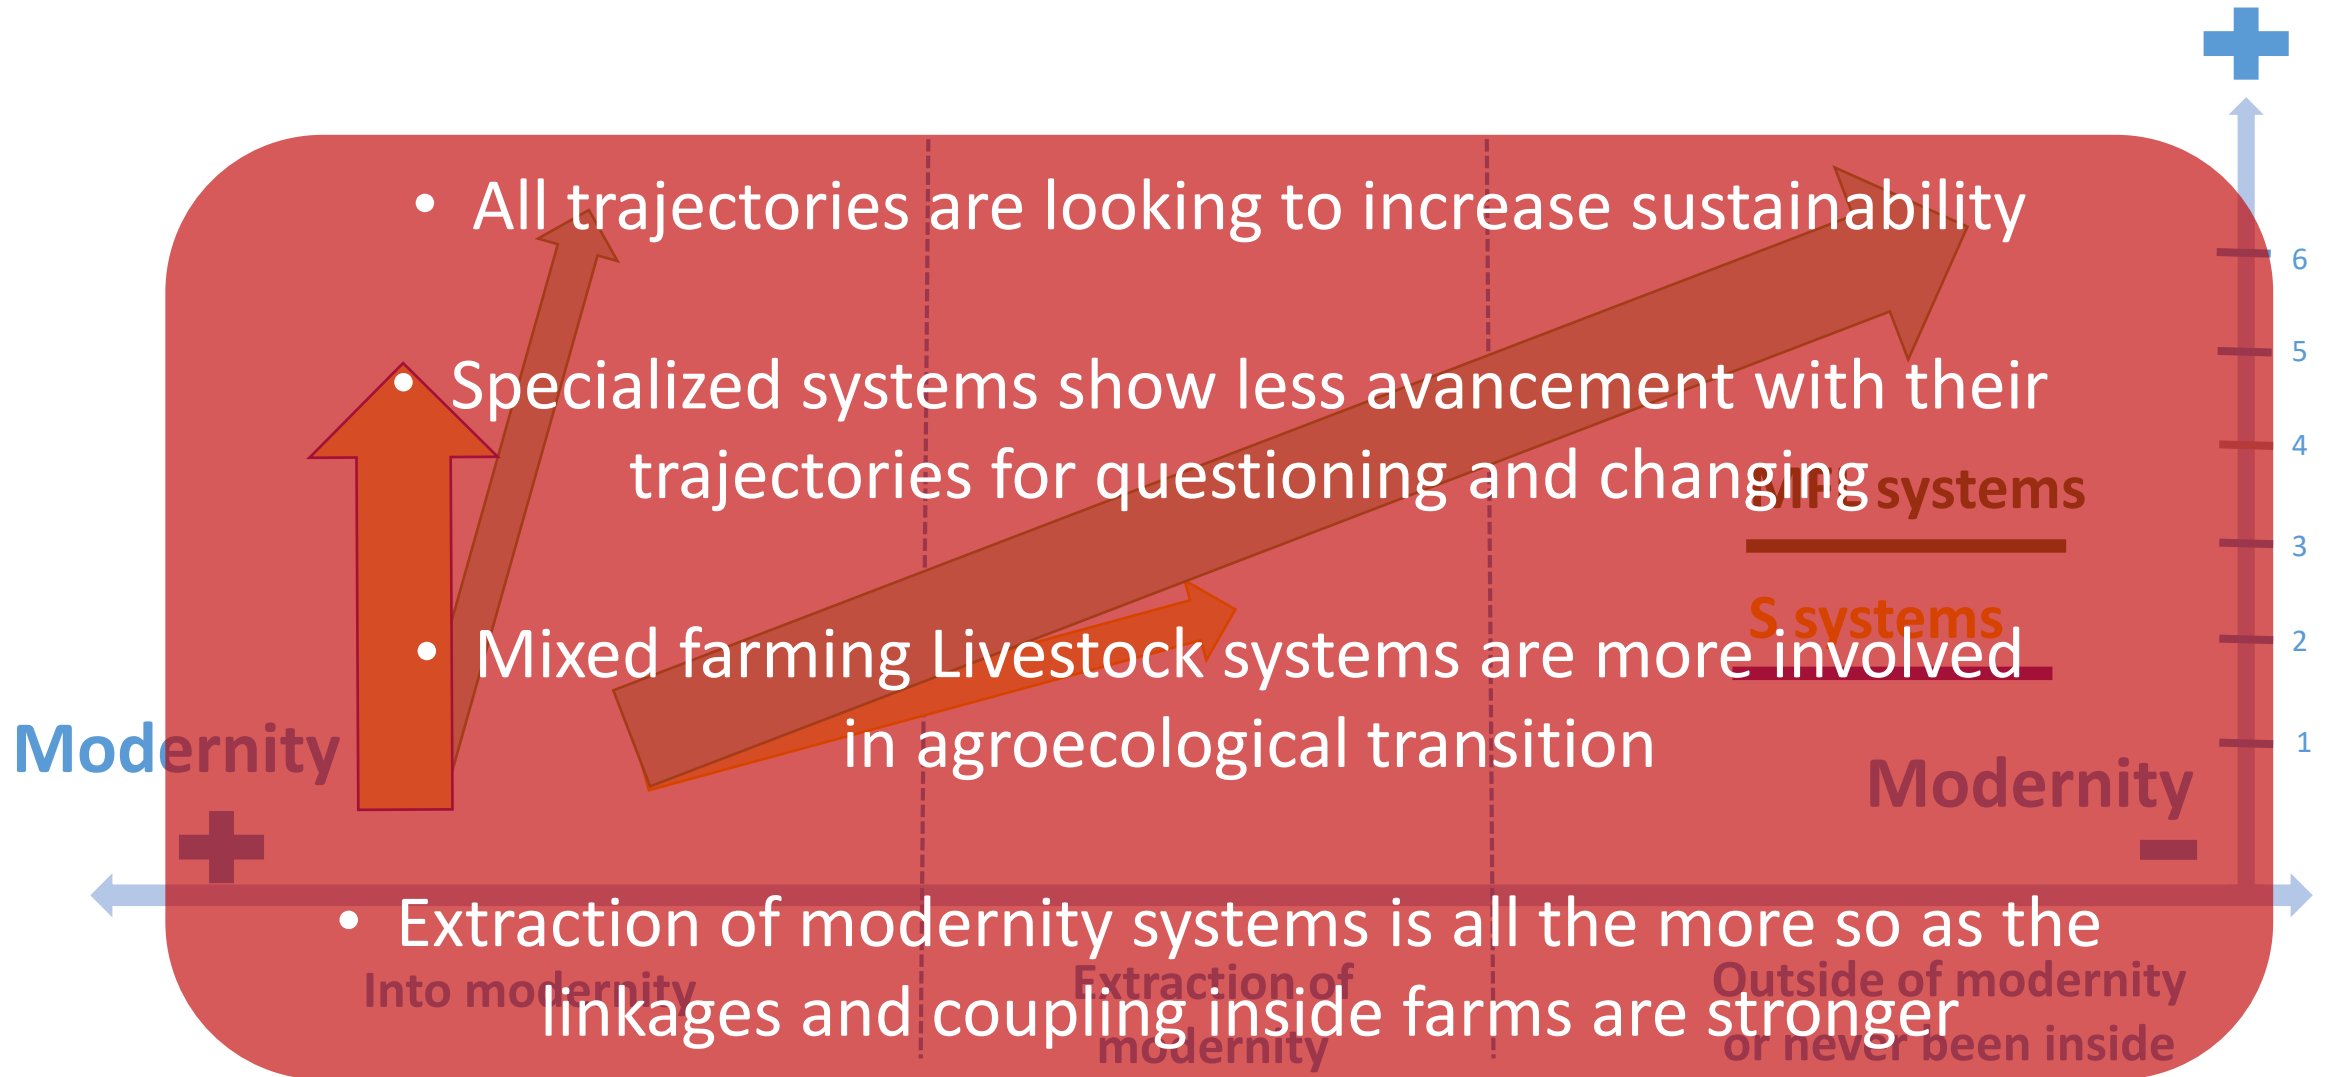 • All trajectories are looking to increase sustainability
• Specialized systems show less avancement with their
trajectories for questioning and changing
• Mixed farming Livestock systems are more involved
in agroecological transition
• Extraction of modernity systems is all the more so as the
linkages and coupling inside farms are stronger
6
5
4
3
2
1
systems
S systems
Modernity
Modernity
Into modernity
Extraction of
modernity
Outside of modernity
or never been inside